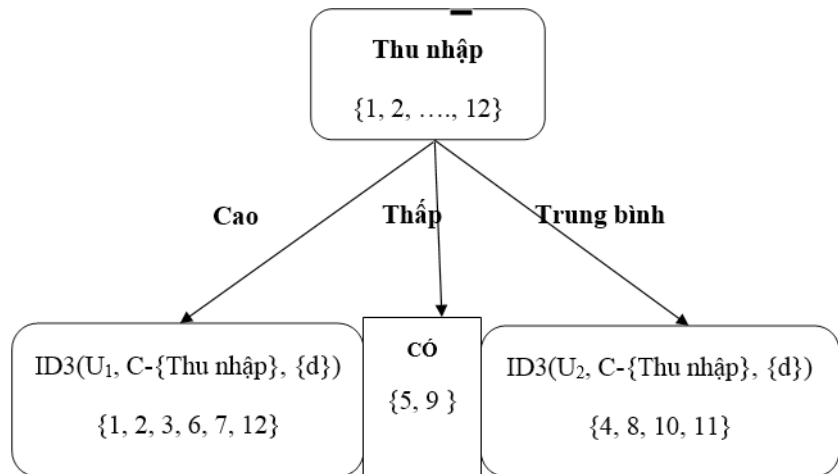 Thu nhập
{1, 2, …., 12}
Cao
Thấp
Trung bình
ID3(U₁, C-{Thu nhập}, {d})
{1, 2, 3, 6, 7, 12}
CÓ
{5, 9 }
ID3(U₂, C-{Thu nhập}, {d})
{4, 8, 10, 11}